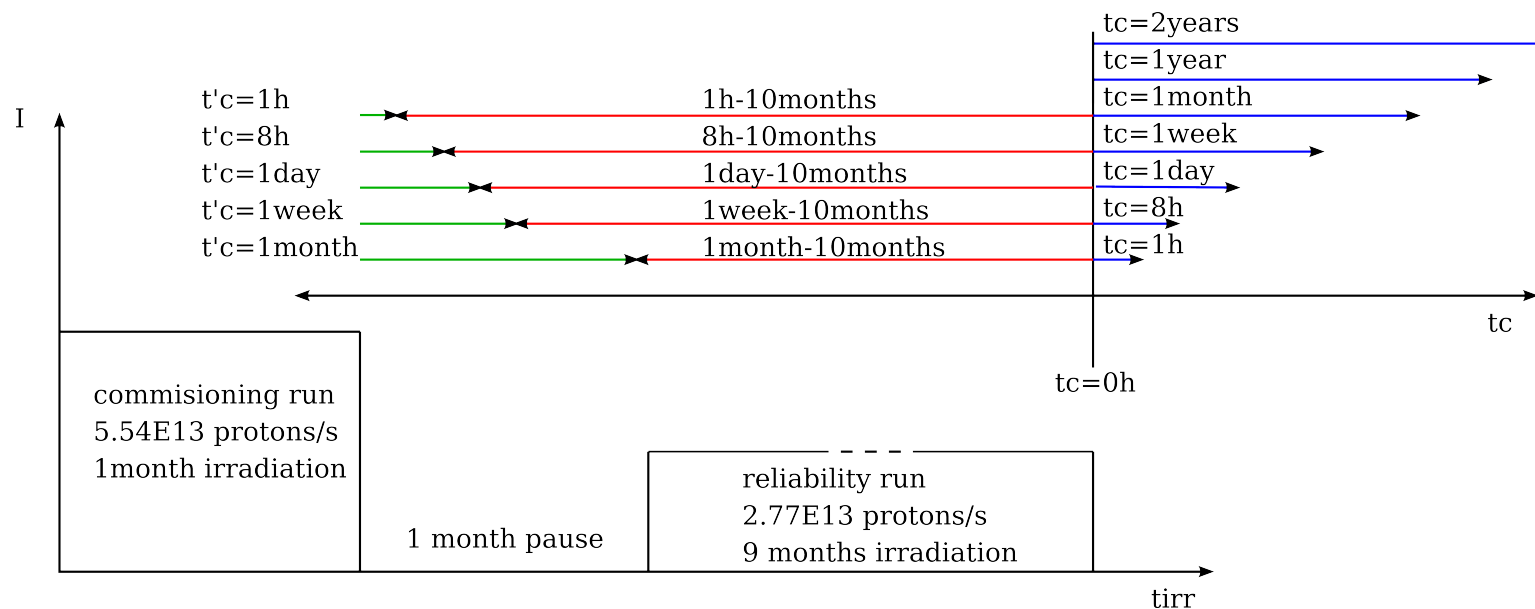 tc=2years
tc=1year
t'c=1h
1h-10months
tc=1month
I
t'c=8h
8h-10months
tc=1week
t'c=1day
1day-10months
tc=1day
t'c=1week
1week-10months
tc=8h
t'c=1month
1month-10months
tc=1h
tc
tc=0h
commisioning run
5.54E13 protons/s
1month irradiation
1 month pause
reliability run
2.77E13 protons/s
9 months irradiation
tirr